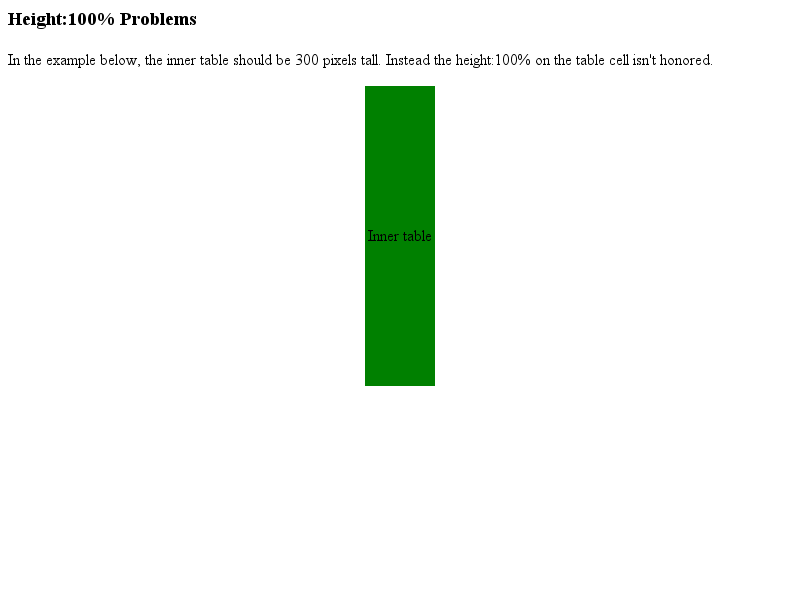 Height:100% Problems
In the example below, the inner table should be 300 pixels tall. Instead the height:100% on the table cell isn't honored.
Inner table